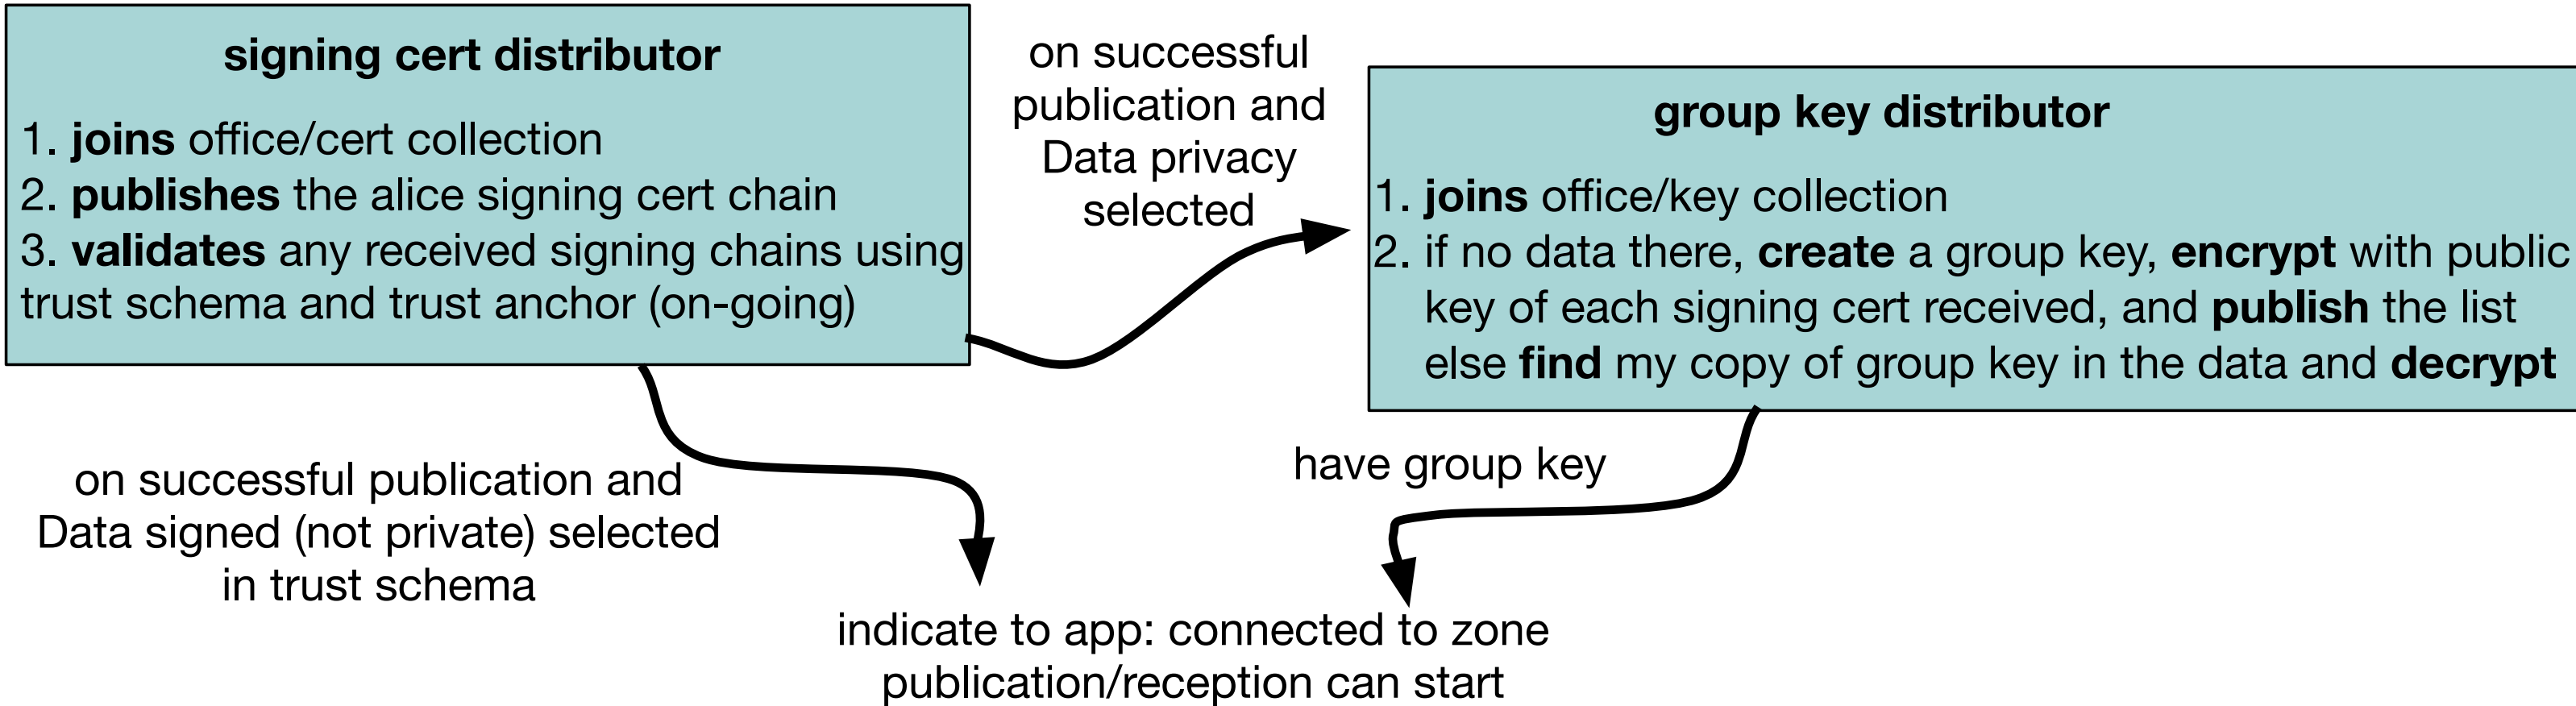 signing cert distributor
1. joins office/cert collection
2. publishes the alice signing cert chain
3. validates any received signing chains using
trust schema and trust anchor (on-going)
on successful
publication and
Data privacy
selected
group key distributor
1. joins office/key collection
2. if no data there, create a group key, encrypt with public
key of each signing cert received, and publish the list
else find my copy of group key in the data and decrypt
on successful publication and
Data signed (not private) selected
in trust schema
have group key
indicate to app: connected to zone
publication/reception can start